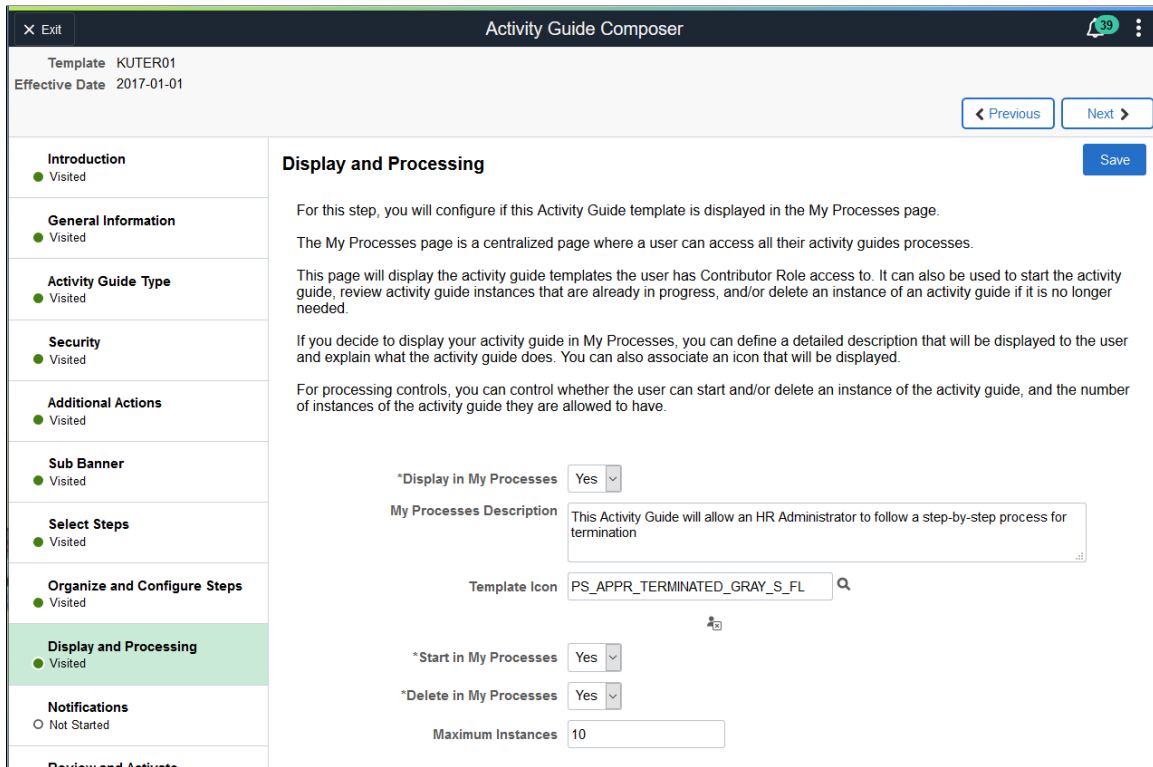 Exit
Activity Guide Composer
39
Template KUTER01
Effective Date 2017-01-01
Previous
Next
Introduction
Visited
General Information
Visited
Activity Guide Type
Visited
Security
Visited
Additional Actions
Visited
Sub Banner
Visited
Select Steps
Visited
Organize and Configure Steps
Visited
Display and Processing
Visited
Notifications
Not Started
Review and Activate
Display and Processing
Save
For this step, you will configure if this Activity Guide template is displayed in the My Processes page.
The My Processes page is a centralized page where a user can access all their activity guides processes.
This page will display the activity guide templates the user has Contributor Role access to. It can also be used to start the activity
guide, review activity guide instances that are already in progress, and/or delete an instance of an activity guide if it is no longer
needed.
If you decide to display your activity guide in My Processes, you can define a detailed description that will be displayed to the user
and explain what the activity guide does. You can also associate an icon that will be displayed.
For processing controls, you can control whether the user can start and/or delete an instance of the activity guide, and the number
of instances of the activity guide they are allowed to have.
*Display in My Processes Yes
My Processes Description This Activity Guide will allow an HR Administrator to follow a step-by-step process for
termination
Template Icon PS_APPR_TERMINATED_GRAY_S_FL
*Start in My Processes Yes
*Delete in My Processes Yes
Maximum Instances 10